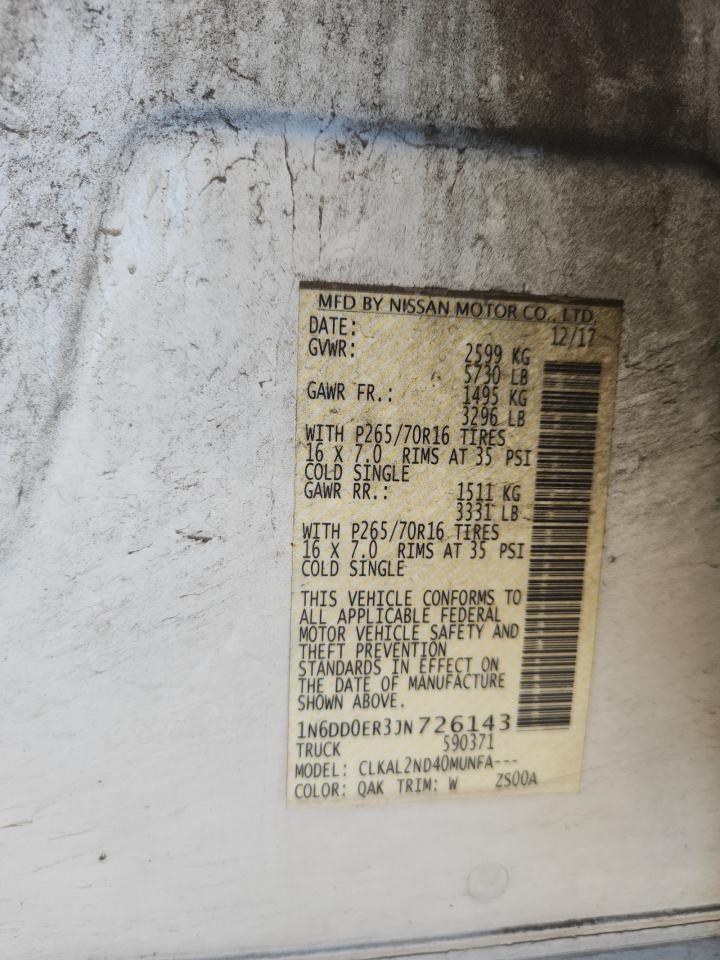 MFD BY NISSAN MOTOR CO., LTD.
DATE: 12/17
GVWR: 2599 KG
5730 LB
GAWR FR.: 1495 KG
3296 LB
WITH P265/70R16 TIRES
16 X 7.0 RIMS AT 35 PSI
COLD SINGLE
GAWR RR.: 1511 KG
3331 LB
WITH P265/70R16 TIRES
16 X 7.0 RIMS AT 35 PSI
COLD SINGLE
THIS VEHICLE CONFORMS TO
ALL APPLICABLE FEDERAL
MOTOR VEHICLE SAFETY AND
THEFT PREVENTION
STANDARDS IN EFFECT ON
THE DATE OF MANUFACTURE
SHOWN ABOVE.
1N6DD0ER3JN726143
TRUCK 590371
MODEL: CLKAL2ND40MUNFA---
COLOR: QAK TRIM: W ZS00A